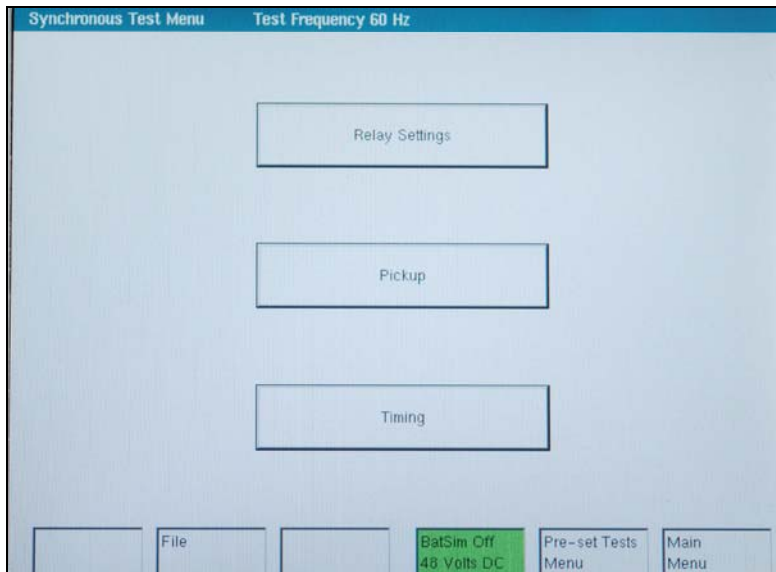 Synchronous Test Menu Test Frequency 60 Hz
Relay Settings
Pickup
Timing
File
BatSim Off
48 Volts DC
Pre-set Tests
Menu
Main
Menu